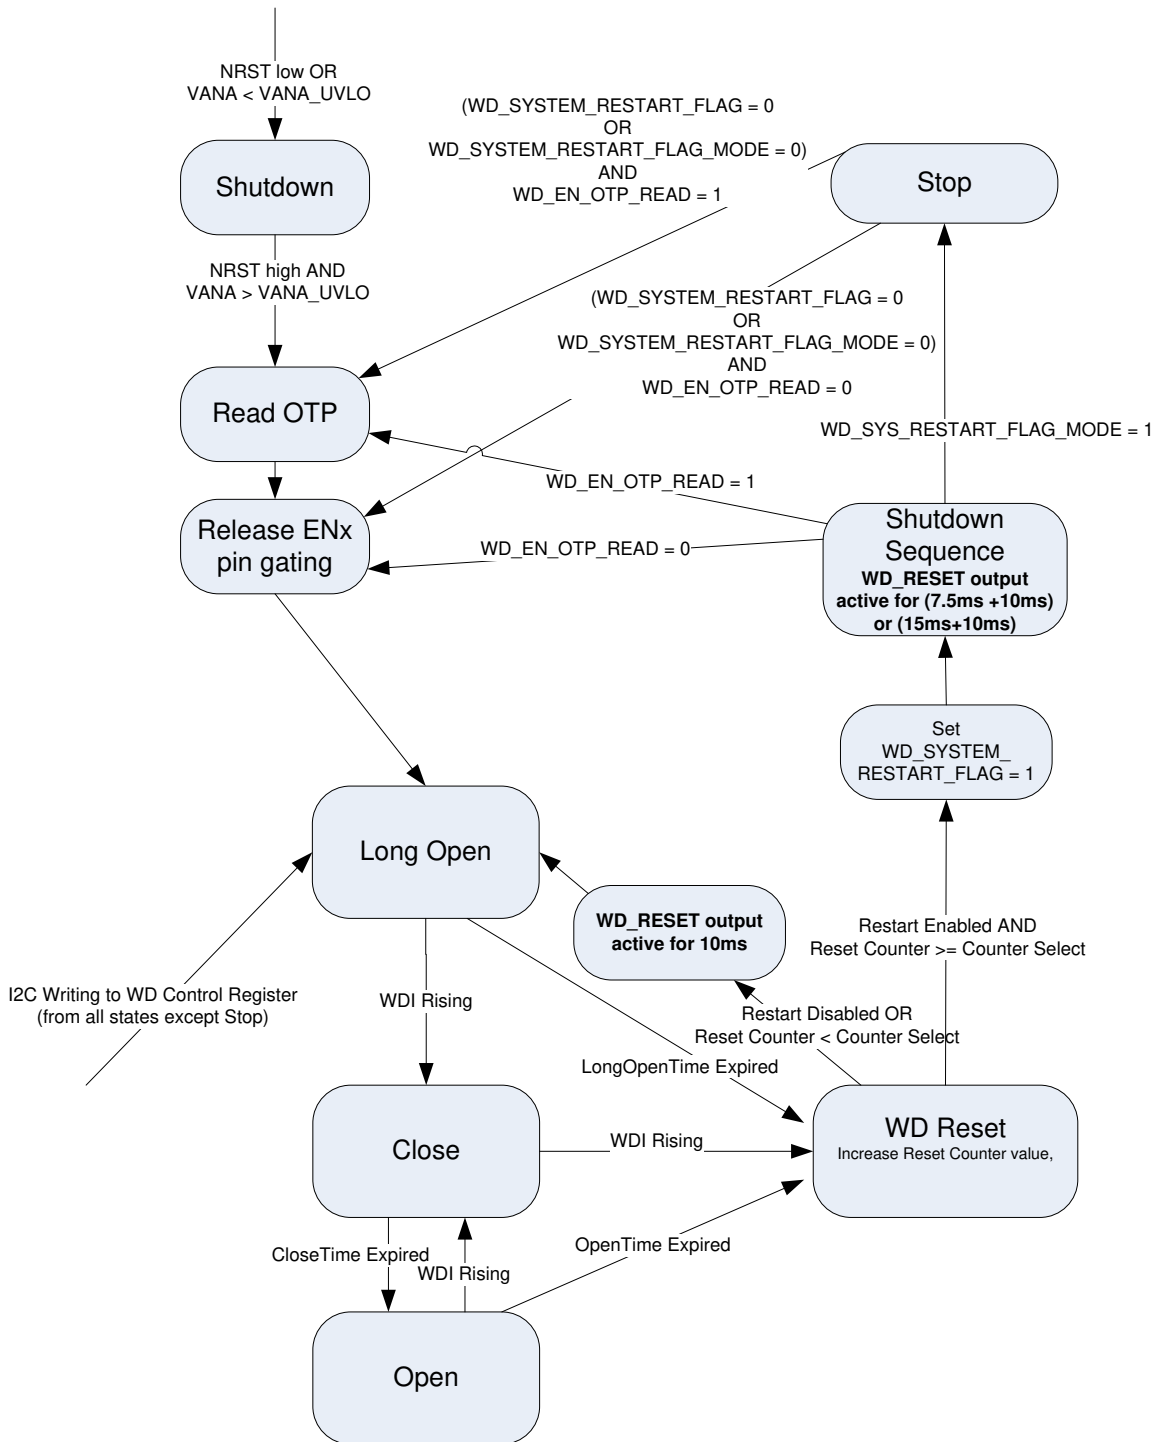 NRST low OR
VANA < VANA_UVLO
(WD_SYSTEM_RESTART_FLAG = 0
OR
WD_SYSTEM_RESTART_FLAG_MODE = 0)
AND
WD_EN_OTP_READ = 1
Shutdown
Stop
NRST high AND
VANA > VANA_UVLO
(WD_SYSTEM_RESTART_FLAG = 0
OR
WD_SYSTEM_RESTART_FLAG_MODE = 0)
AND
WD_EN_OTP_READ = 0
Read OTP
WD_SYS_RESTART_FLAG_MODE = 1
WD_EN_OTP_READ = 1
Release ENx
pin gating
WD_EN_OTP_READ = 0
Shutdown
Sequence
WD_RESET output
active for (7.5ms +10ms)
or (15ms+10ms)
Set
WD_SYSTEM_
RESTART_FLAG = 1
Long Open
WD_RESET output
active for 10ms
Restart Enabled AND
Reset Counter >= Counter Select
I2C Writing to WD Control Register
(from all states except Stop)
WDI Rising
Restart Disabled OR
Reset Counter < Counter Select
LongOpenTime Expired
Close
WDI Rising
WD Reset
Increase Reset Counter value,
CloseTime Expired
WDI Rising
OpenTime Expired
Open